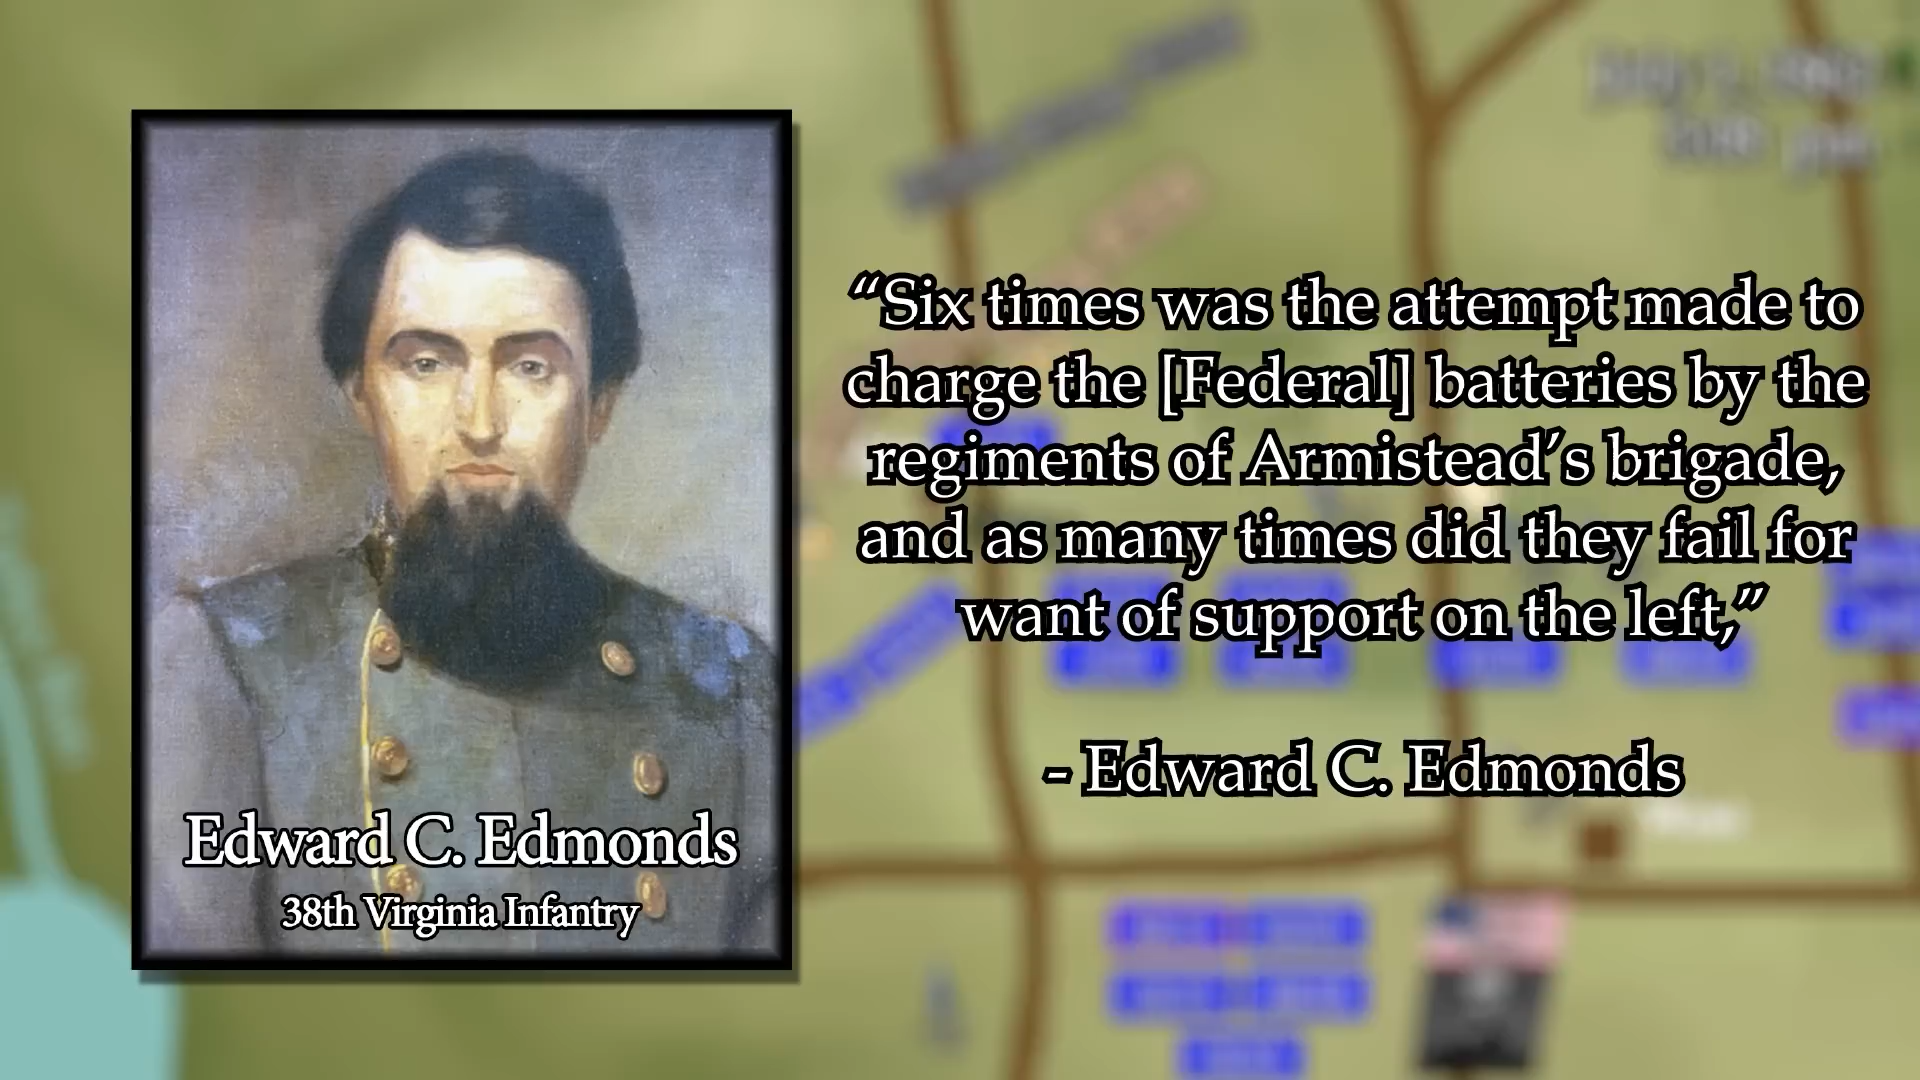 “Six times was the attempt made to
charge the [Federal] batteries by the
regiments of Armistead’s brigade,
and as many times did they fail for
want of support on the left,”
- Edward C. Edmonds
Edward C. Edmonds
38th Virginia Infantry